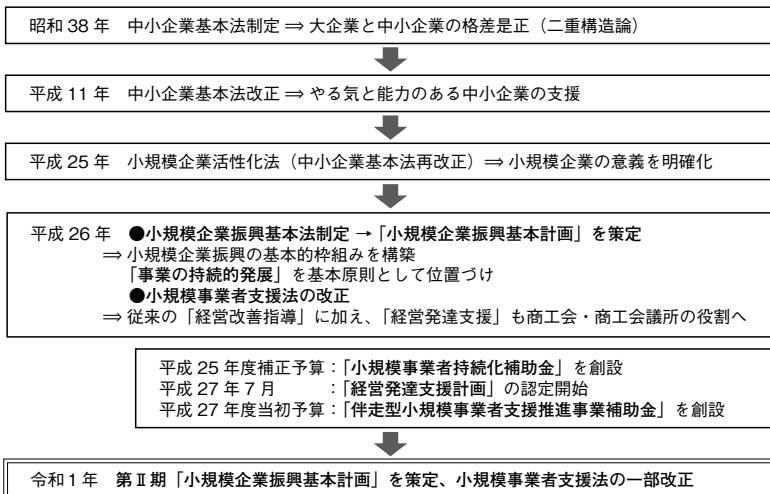 昭和 38 年　中小企業基本法制定 ⇒ 大企業と中小企業の格差是正（二重構造論）
平成 11 年　中小企業基本法改正 ⇒ やる気と能力のある中小企業の支援
平成 25 年　小規模企業活性化法（中小企業基本法再改正）⇒ 小規模企業の意義を明確化
平成 26 年　●小規模企業振興基本法制定 →「小規模企業振興基本計画」を策定
⇒ 小規模企業振興の基本的枠組みを構築
「事業の持続的発展」を基本原則として位置づけ
●小規模事業者支援法の改正
⇒ 従来の「経営改善指導」に加え、「経営発達支援」も商工会・商工会議所の役割へ
平成 25 年度補正予算：「小規模事業者持続化補助金」を創設
平成 27 年 7 月　　　：「経営発達支援計画」の認定開始
平成 27 年度当初予算：「伴走型小規模事業者支援推進事業補助金」を創設
令和 1 年　第Ⅱ期「小規模企業振興基本計画」を策定、小規模事業者支援法の一部改正